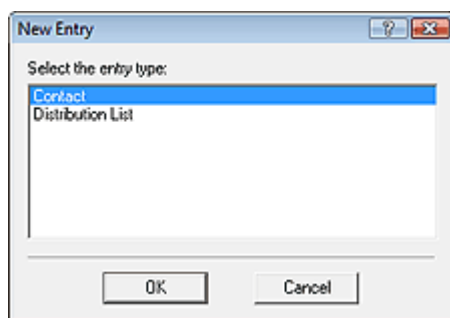 New Entry
Select the entry type:
Contact
Distribution List
OK
Cancel